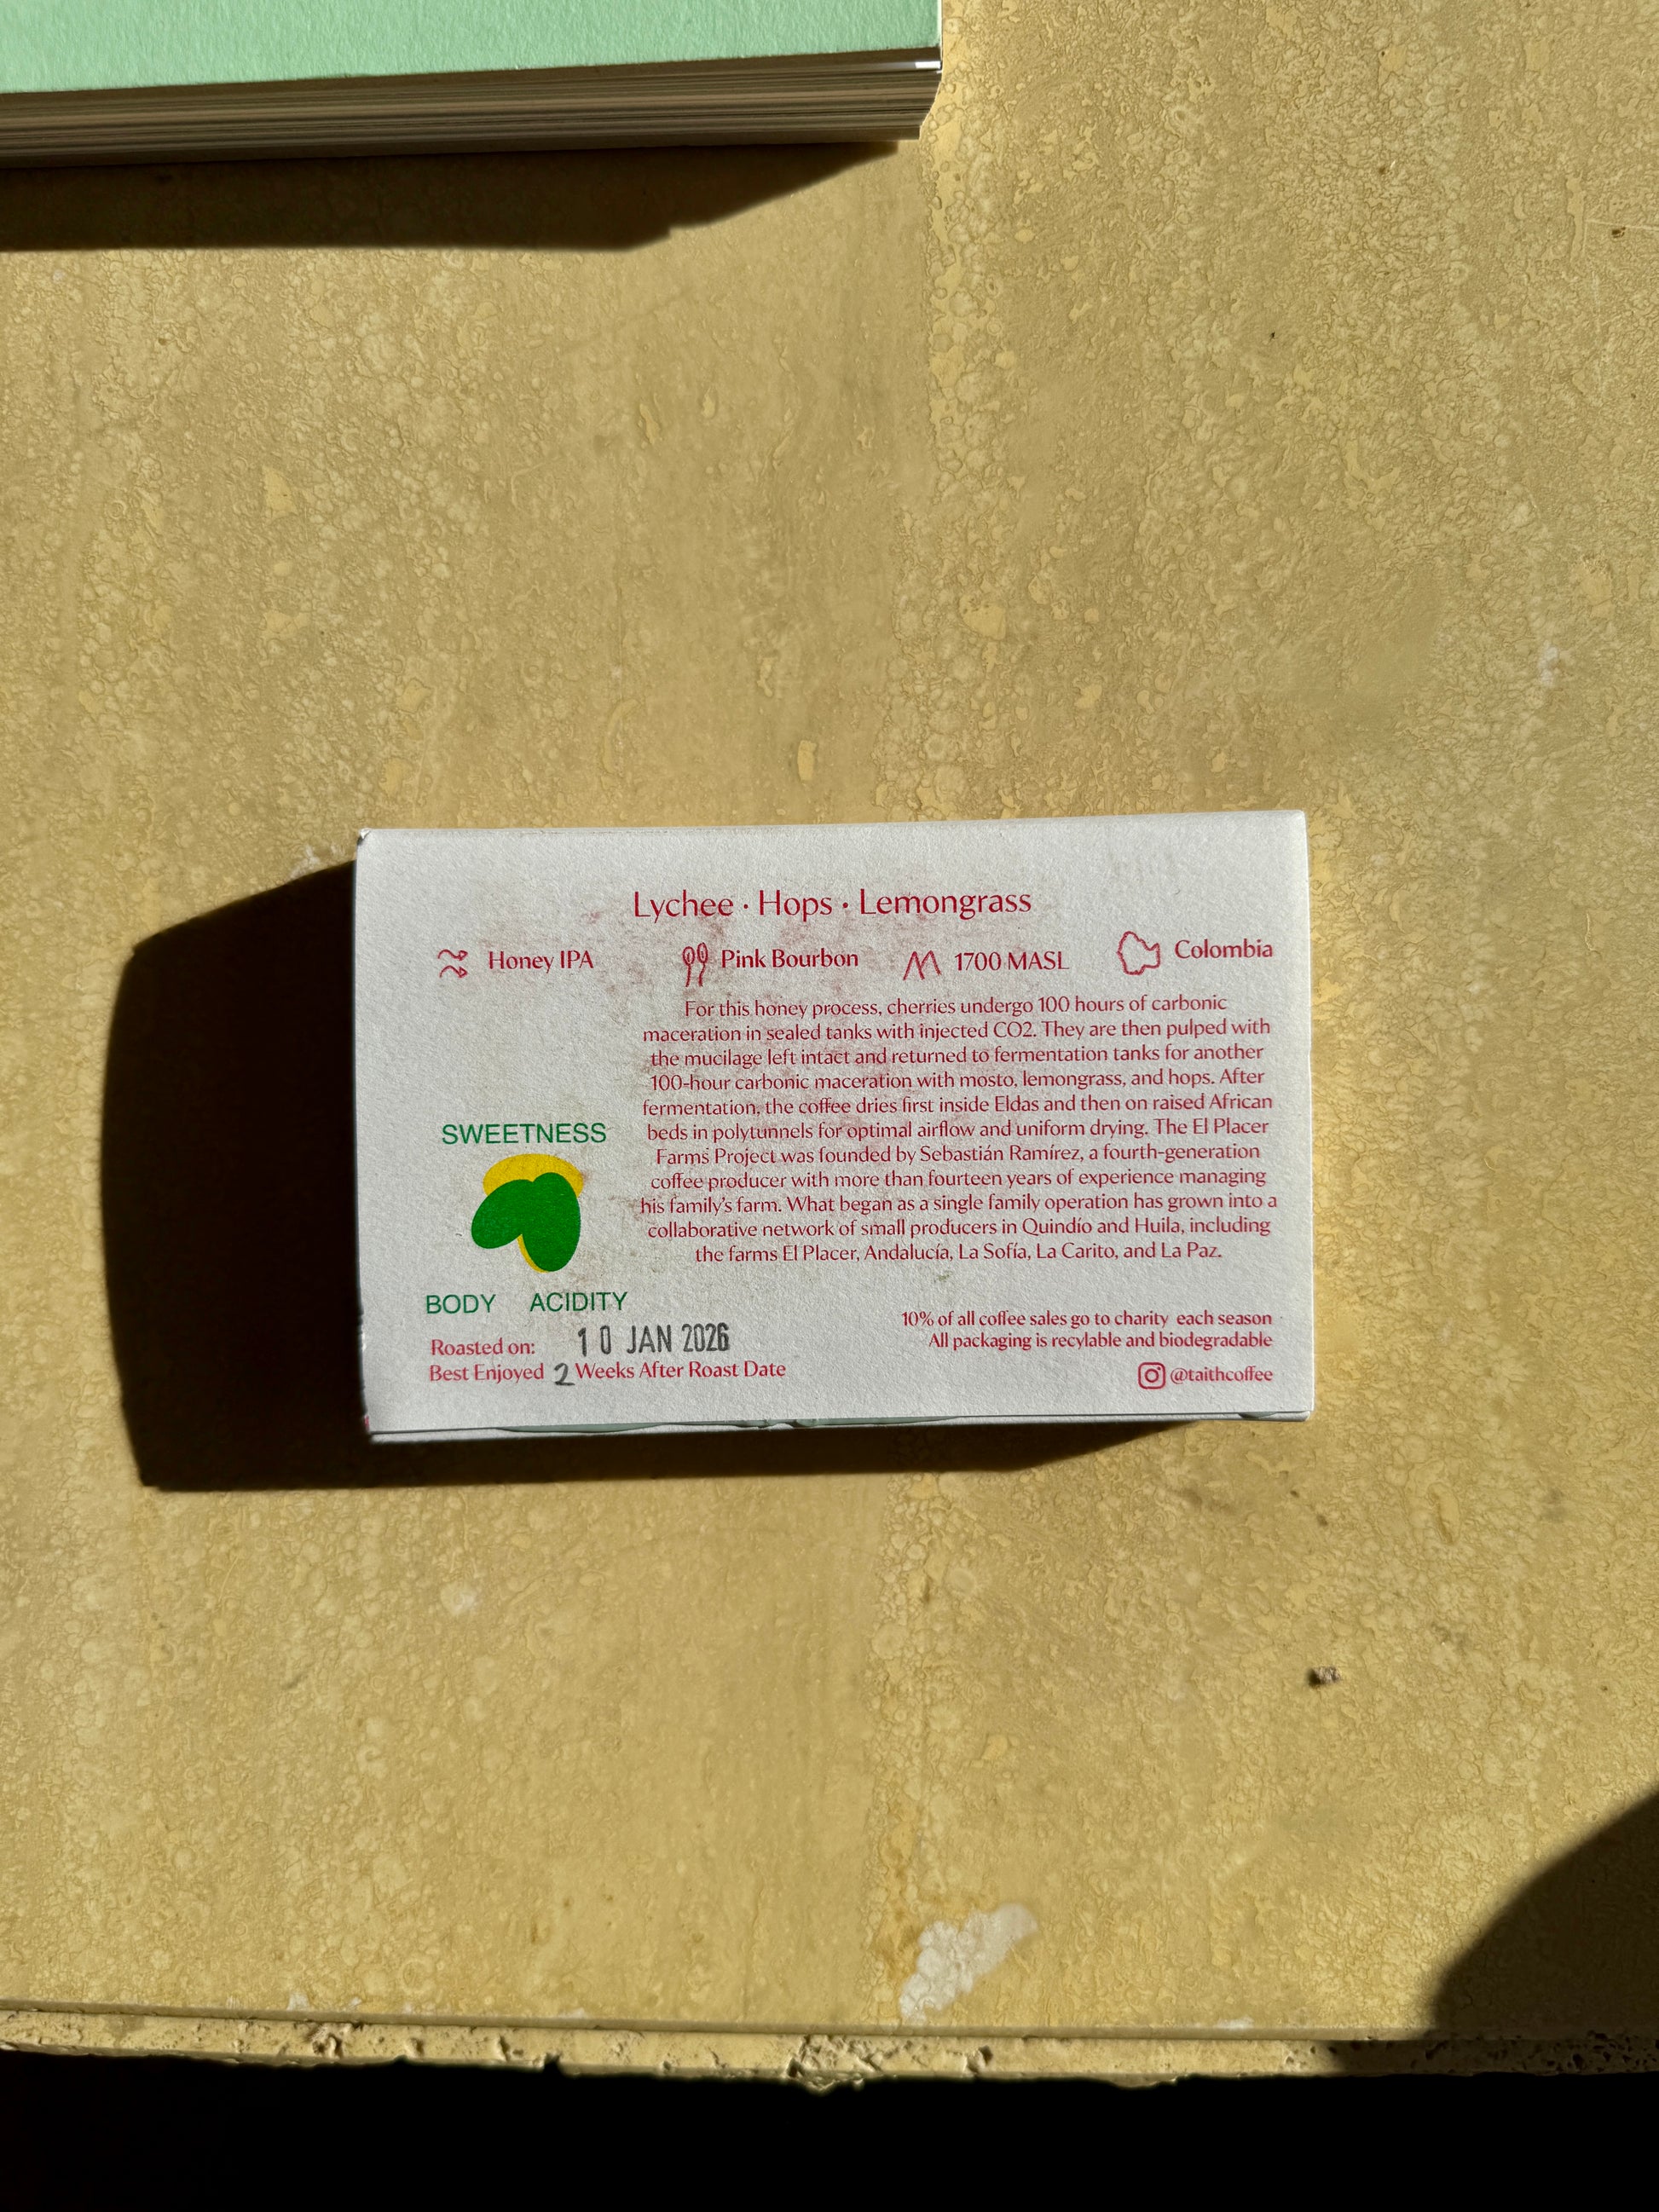 Lychee · Hops · Lemongrass
Honey IPA
Pink Bourbon
1700 MASL
Colombia
For this honey process, cherries undergo 100 hours of carbonic
maceration in sealed tanks with injected CO2. They are then pulped with
the mucilage left intact and returned to fermentation tanks for another
100-hour carbonic maceration with mosto, lemongrass, and hops. After
fermentation, the coffee dries first inside Eldas and then on raised African
beds in polytunnels for optimal airflow and uniform drying. The El Placer
Farms Project was founded by Sebastián Ramírez, a fourth-generation
coffee producer with more than fourteen years of experience managing
his family's farm. What began as a single family operation has grown into a
collaborative network of small producers in Quindío and Huila, including
the farms El Placer, Andalucía, La Sofía, La Carito, and La Paz.
SWEETNESS
BODY ACIDITY
Roasted on: 10 JAN 2026
Best Enjoyed 2 Weeks After Roast Date
10% of all coffee sales go to charity each season
All packaging is recylable and biodegradable
@taithcoffee